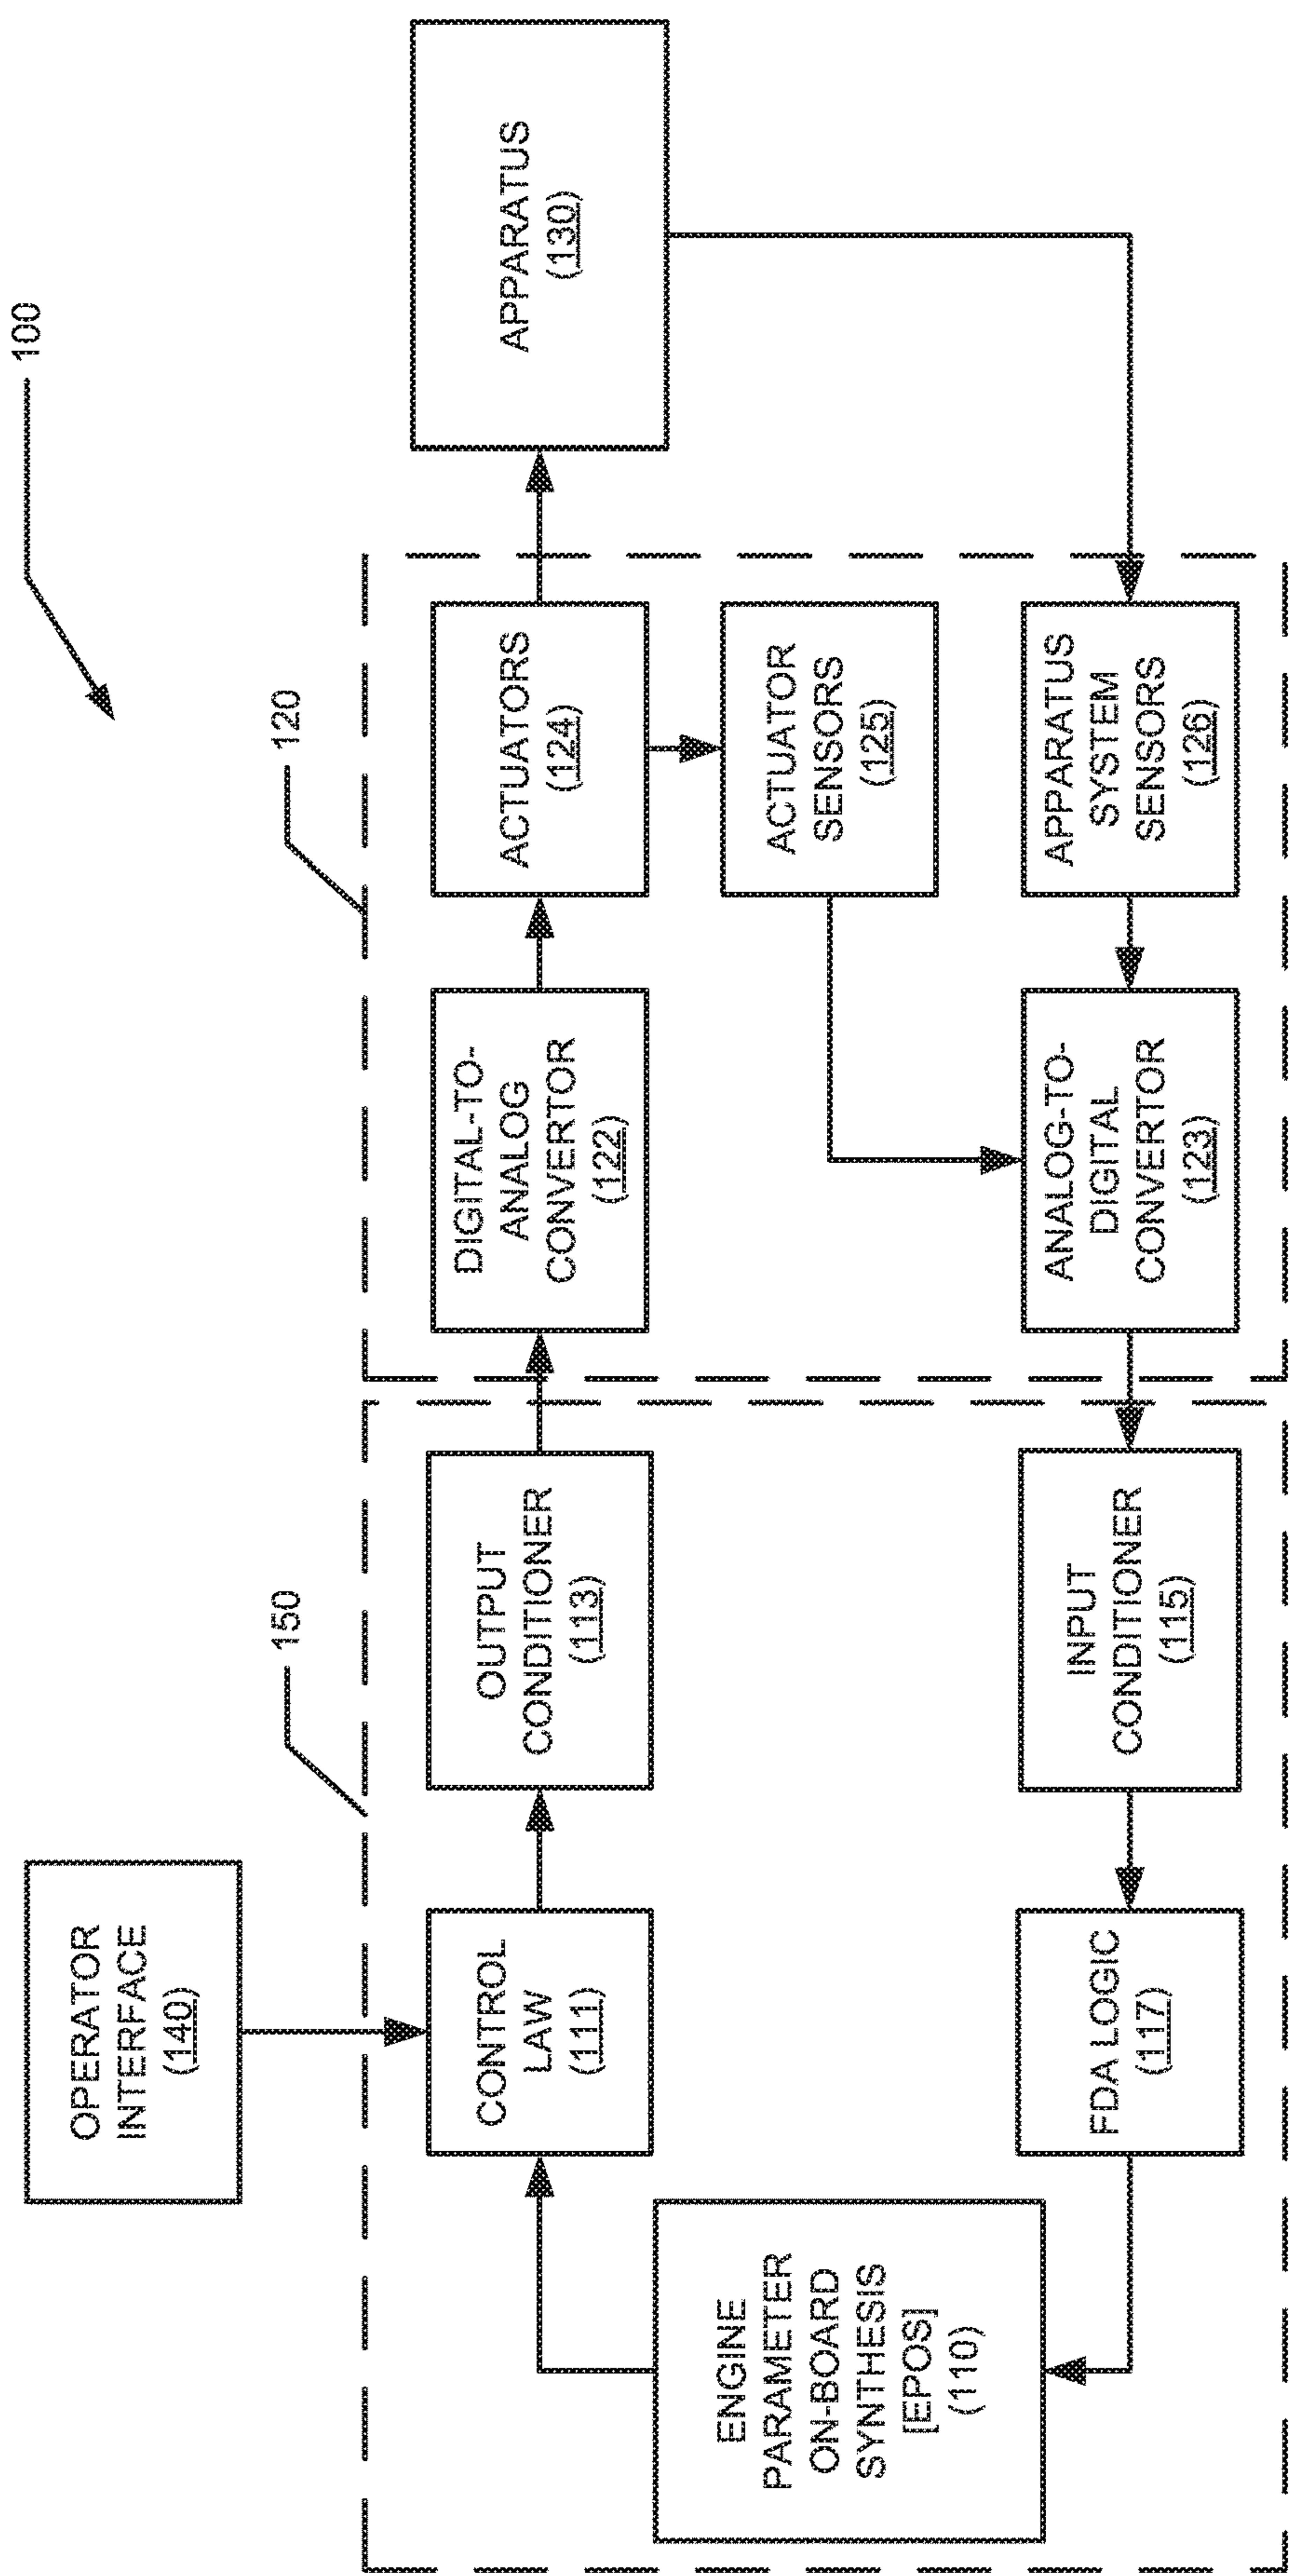 100
OPERATOR
INTERFACE
(140)
150
120
CONTROL
LAW
(111)
OUTPUT
CONDITIONER
(113)
DIGITAL-TO-
ANALOG
CONVERTOR
(122)
ACTUATORS
(124)
APPARATUS
(130)
ENGINE
PARAMETER
ON-BOARD
SYNTHESIS
[EPOS]
(110)
ACTUATOR
SENSORS
(125)
FDA LOGIC
(117)
INPUT
CONDITIONER
(115)
ANALOG-TO-
DIGITAL
CONVERTOR
(123)
APPARATUS
SYSTEM
SENSORS
(126)